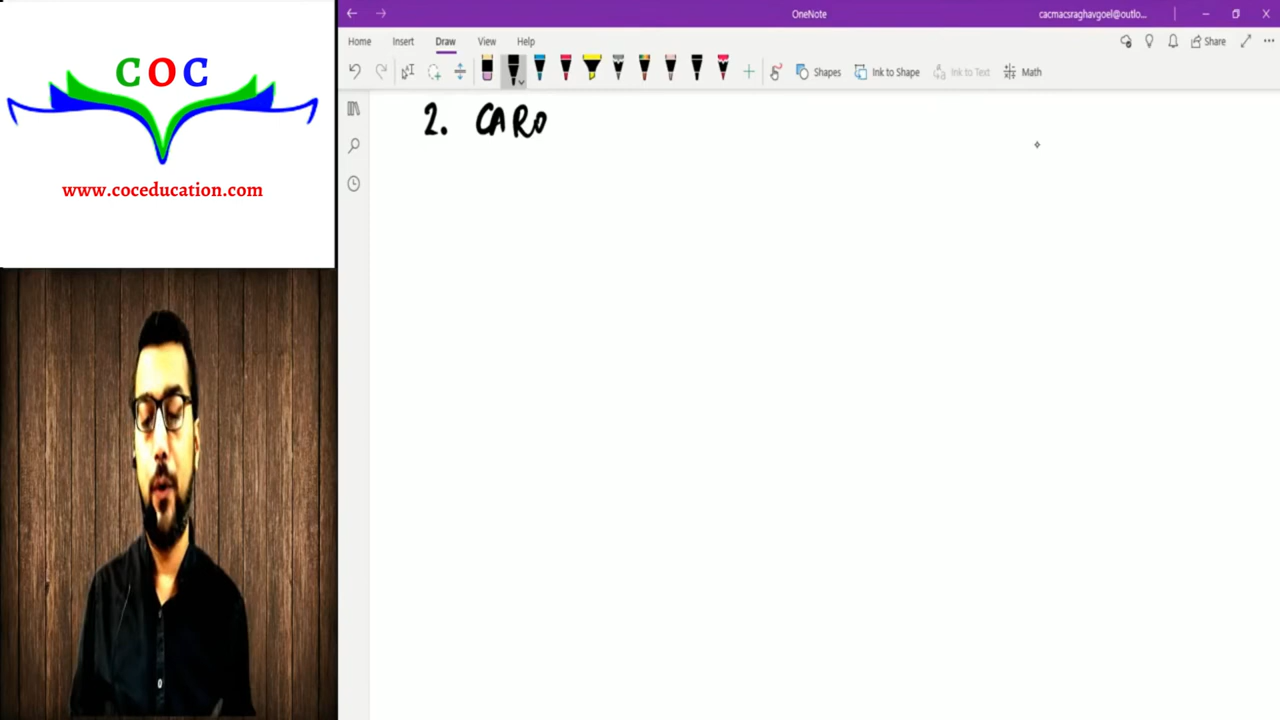 COC
www.coceducation.com
OneNote
cacmacsraghavgoel@outlo...
Home Insert Draw View Help
Share
Shapes Ink to Shape Ink to Text Math
2. CARO